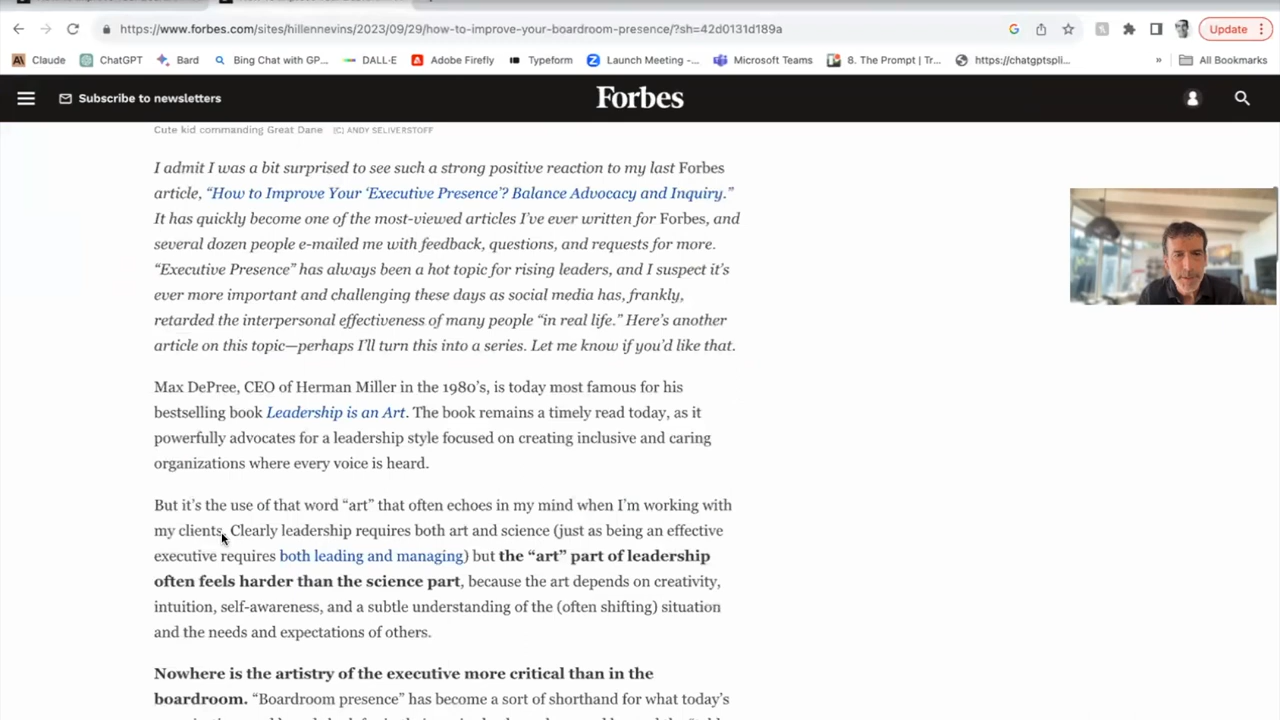 https://www.forbes.com/sites/hillennevins/2023/09/29/how-to-improve-your-boardroom-presence/?sh=42d0131d189a
Update
Claude
ChatGPT
Bard
Bing Chat with GP...
DALL·E
Adobe Firefly
Typeform
Launch Meeting -...
Microsoft Teams
8. The Prompt | Tr...
https://chatgptspli...
»
All Bookmarks
Subscribe to newsletters
Forbes
Cute kid commanding Great Dane (C) ANDY SELIVERSTOFF
I admit I was a bit surprised to see such a strong positive reaction to my last Forbes
article, “How to Improve Your ‘Executive Presence’? Balance Advocacy and Inquiry.”
It has quickly become one of the most-viewed articles I’ve ever written for Forbes, and
several dozen people e-mailed me with feedback, questions, and requests for more.
“Executive Presence” has always been a hot topic for rising leaders, and I suspect it’s
ever more important and challenging these days as social media has, frankly,
retarded the interpersonal effectiveness of many people “in real life.” Here’s another
article on this topic—perhaps I’ll turn this into a series. Let me know if you’d like that.
Max DePree, CEO of Herman Miller in the 1980’s, is today most famous for his
bestselling book Leadership is an Art. The book remains a timely read today, as it
powerfully advocates for a leadership style focused on creating inclusive and caring
organizations where every voice is heard.
But it’s the use of that word “art” that often echoes in my mind when I’m working with
my clients. Clearly leadership requires both art and science (just as being an effective
executive requires both leading and managing) but the “art” part of leadership
often feels harder than the science part, because the art depends on creativity,
intuition, self-awareness, and a subtle understanding of the (often shifting) situation
and the needs and expectations of others.
Nowhere is the artistry of the executive more critical than in the
boardroom. “Boardroom presence” has become a sort of shorthand for what today’s